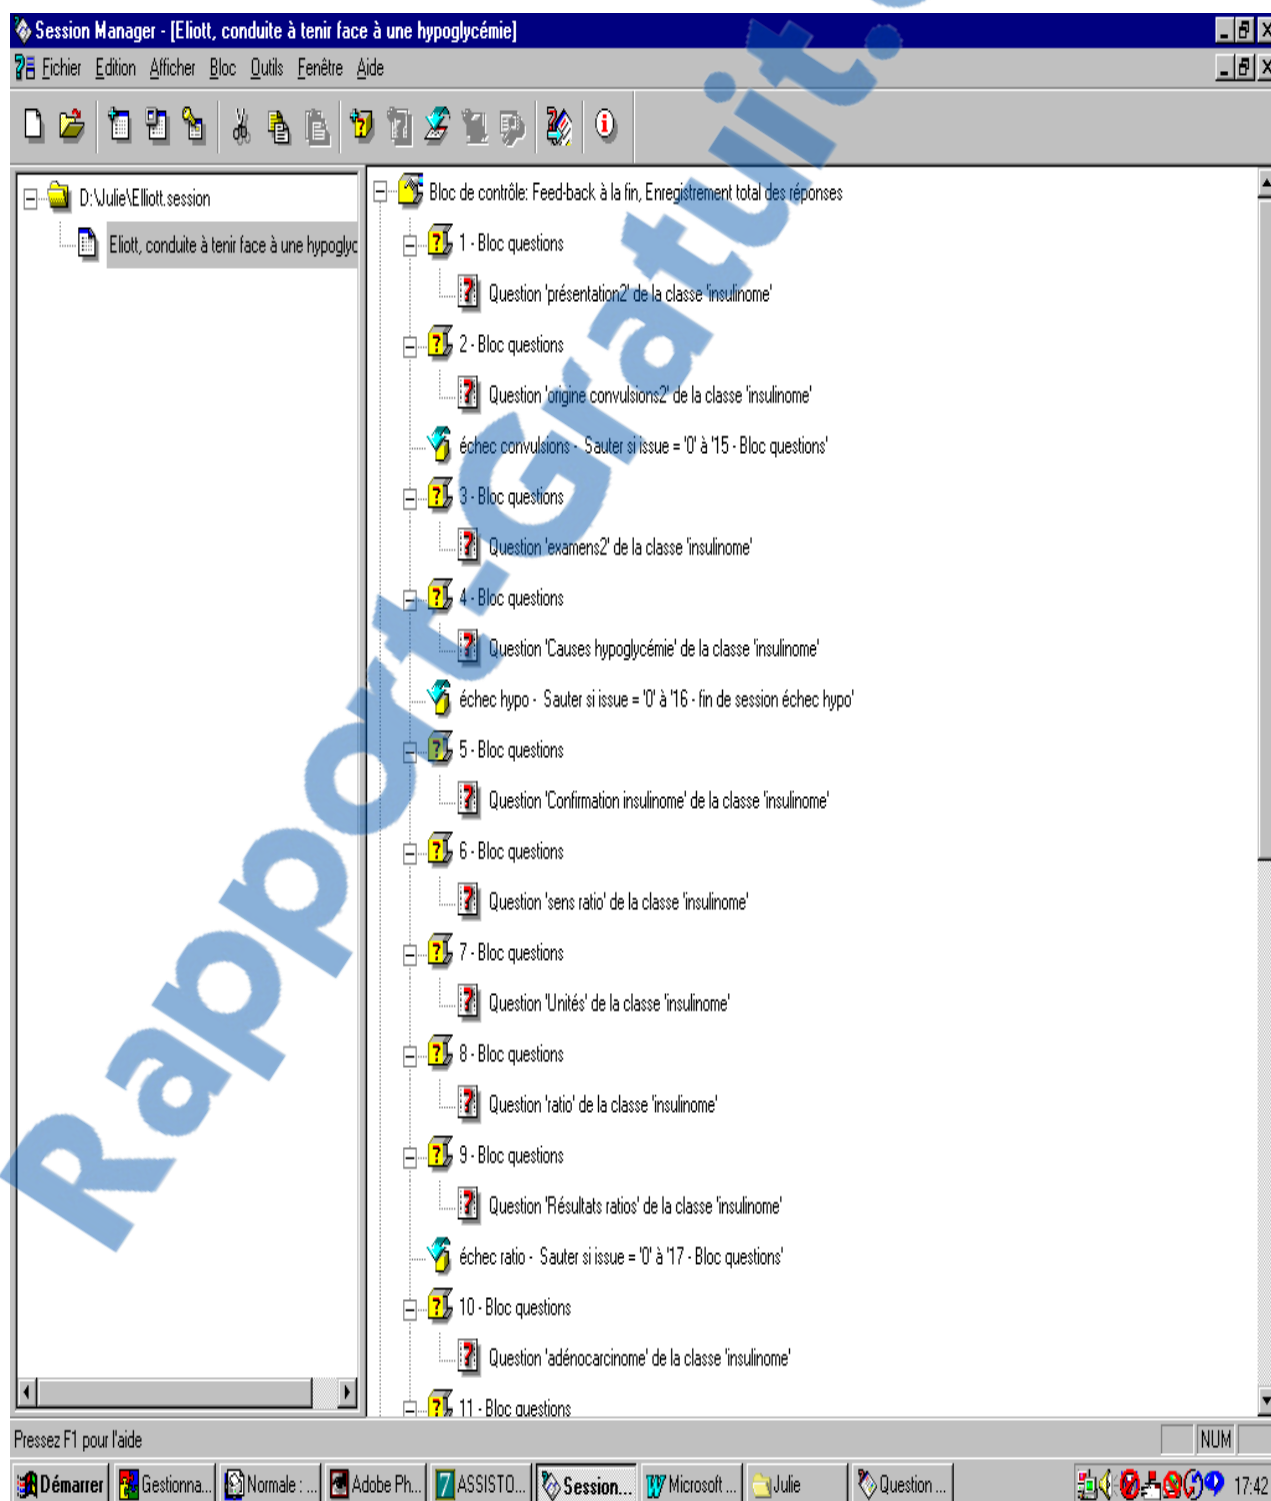 Session Manager - [Eliott, conduite à tenir face à une hypoglycémie]
Fichier Edition Afficher Bloc Outils Fenêtre Aide
D:\Julie\Elliott.session
Eliott, conduite à tenir face à une hypoglyc
Bloc de contrôle: Feed-back à la fin, Enregistrement total des réponses
1 - Bloc questions
Question 'présentation2' de la classe 'insulinome'
2 - Bloc questions
Question 'origine convulsions2' de la classe 'insulinome'
échec convulsions - Sauter si issue = '0' à '15 - Bloc questions'
3 - Bloc questions
Question 'examens2' de la classe 'insulinome'
4 - Bloc questions
Question 'Causes hypoglycémie' de la classe 'insulinome'
échec hypo - Sauter si issue = '0' à '16 - fin de session échec hypo'
5 - Bloc questions
Question 'Confirmation insulinome' de la classe 'insulinome'
6 - Bloc questions
Question 'sens ratio' de la classe 'insulinome'
7 - Bloc questions
Question 'Unités' de la classe 'insulinome'
8 - Bloc questions
Question 'ratio' de la classe 'insulinome'
9 - Bloc questions
Question 'Résultats ratios' de la classe 'insulinome'
échec ratio - Sauter si issue = '0' à '17 - Bloc questions'
10 - Bloc questions
Question 'adénocarcinome' de la classe 'insulinome'
11 - Bloc questions
Rapport-Gratuit.
Pressez F1 pour l'aide
NUM
Démarrer Gestionna... Normale : ... Adobe Ph... ASSISTO... Session... Microsoft ... Julie Question ... 17:42